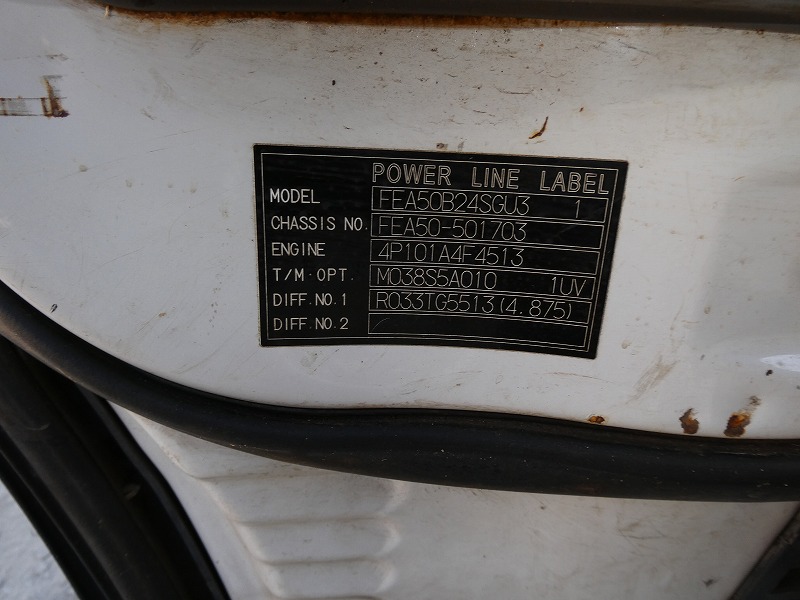 POWER LINE LABEL
MODEL FEA50B24SGU3 1
CHASSIS NO. FEA50-501703
ENGINE 4P101A4F4513
T/M·OPT. M038S5A010 1UV
DIFF.NO.1 R033TG5513(4.875)
DIFF.NO.2